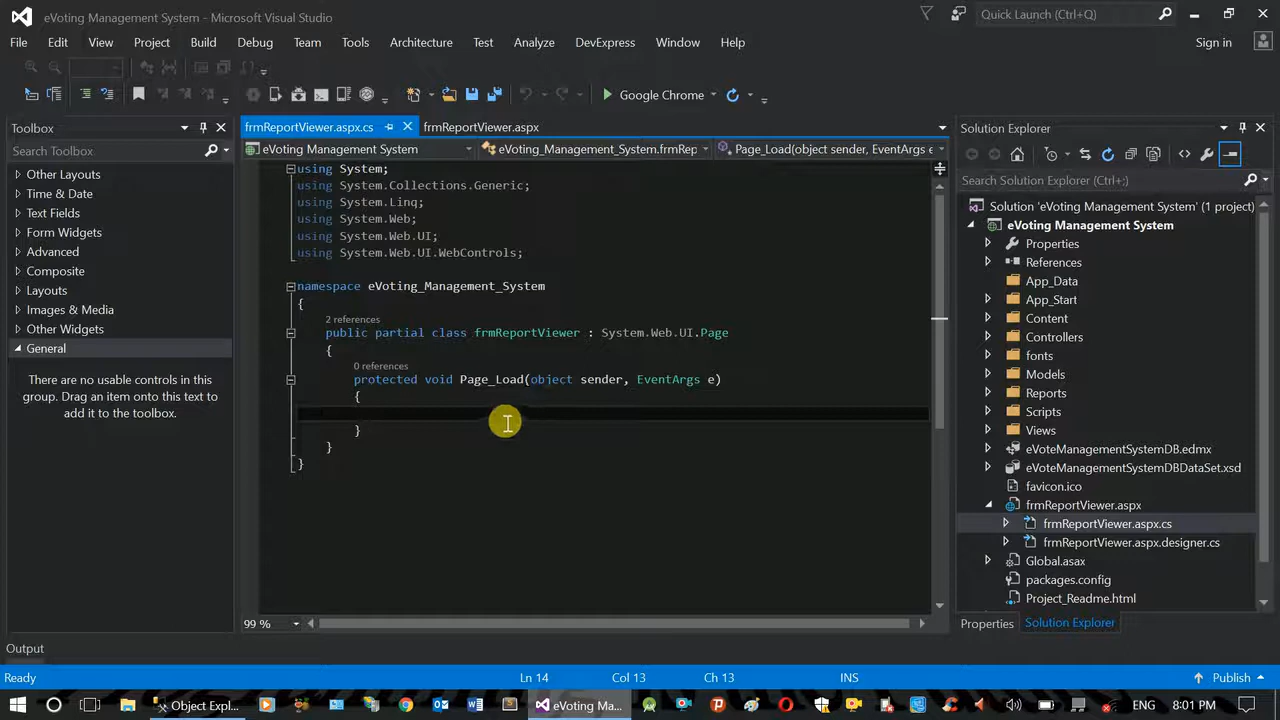 eVoting Management System - Microsoft Visual Studio
Quick Launch (Ctrl+Q)
File Edit View Project Build Debug Team Tools Architecture Test Analyze DevExpress Window Help
Sign in
Google Chrome
Toolbox
Search Toolbox
Other Layouts
Time & Date
Text Fields
Form Widgets
Advanced
Composite
Layouts
Images & Media
Other Widgets
General
There are no usable controls in this
group. Drag an item onto this text to
add it to the toolbox.
frmReportViewer.aspx.cs
frmReportViewer.aspx
eVoting Management System
eVoting_Management_System.frmRep
Page_Load(object sender, EventArgs e
using System;
using System.Collections.Generic;
using System.Linq;
using System.Web;
using System.Web.UI;
using System.Web.UI.WebControls;
namespace eVoting_Management_System
{
2 references
public partial class frmReportViewer : System.Web.UI.Page
{
0 references
protected void Page_Load(object sender, EventArgs e)
{
}
}
}
99 %
Solution Explorer
Search Solution Explorer (Ctrl+;)
Solution 'eVoting Management System' (1 project)
eVoting Management System
Properties
References
App_Data
App_Start
Content
Controllers
fonts
Models
Reports
Scripts
Views
eVoteManagementSystemDB.edmx
eVoteManagementSystemDBDataSet.xsd
favicon.ico
frmReportViewer.aspx
frmReportViewer.aspx.cs
frmReportViewer.aspx.designer.cs
Global.asax
packages.config
Project_Readme.html
Properties
Solution Explorer
Output
Ready
Ln 14
Col 13
Ch 13
INS
Publish
Object Expl...
eVoting Ma...
ENG
8:01 PM